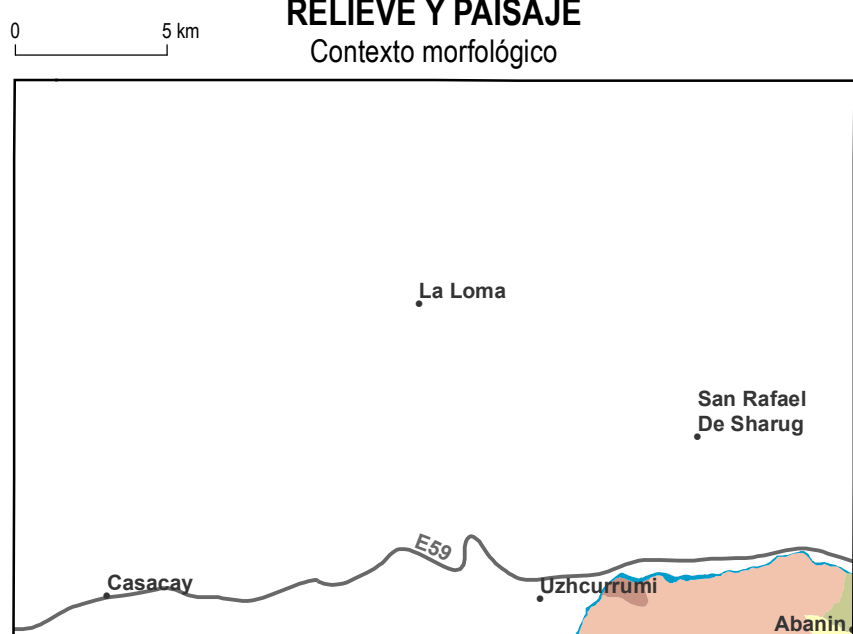 RELIEVE Y PAISAJE
0 5 km
Contexto morfológico
La Loma
San Rafael
De Sharug
E59
Casacay
Uzhcurrumi
Abanin